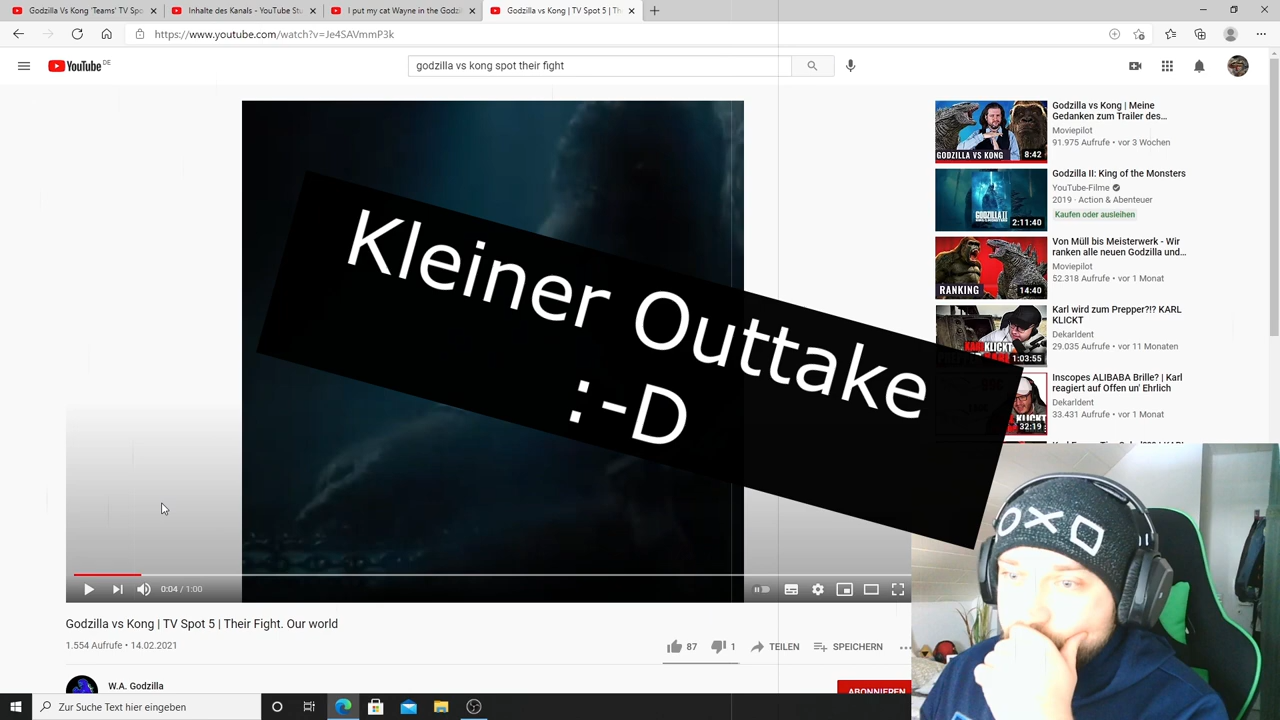 Godzilla Vs Kong 'Teams' TV Spo
Inhalte des Kanals - YouTube Stu
I put my cat Wayne in the Godzil
Godzilla vs Kong | TV Spot 5 | Th
https://www.youtube.com/watch?v=Je4SAVmmP3k
YouTube DE
godzilla vs kong spot their fight
Kleiner Outtake
:-D
0:04 / 1:00
Godzilla vs Kong | TV Spot 5 | Their Fight. Our world
1.554 Aufrufe • 14.02.2021
87
1
TEILEN
SPEICHERN
W.A. Godzilla
ABONNIEREN
GODZILLA VS KONG
8:42
Godzilla vs Kong | Meine
Gedanken zum Trailer des...
Moviepilot
91.975 Aufrufe • vor 3 Wochen
GODZILLA II
2:11:40
Godzilla II: King of the Monsters
YouTube-Filme
2019 · Action & Abenteuer
Kaufen oder ausleihen
RANKING
14:40
Von Müll bis Meisterwerk - Wir
ranken alle neuen Godzilla und...
Moviepilot
52.318 Aufrufe • vor 1 Monat
1:03:55
Karl wird zum Prepper?!? KARL
KLICKT
Dekarldent
29.035 Aufrufe • vor 11 Monaten
KLICKT
32:19
Inscopes ALIBABA Brille? | Karl
reagiert auf Offen un' Ehrlich
Dekarldent
33.431 Aufrufe • vor 1 Monat
Zur Suche Text hier eingeben